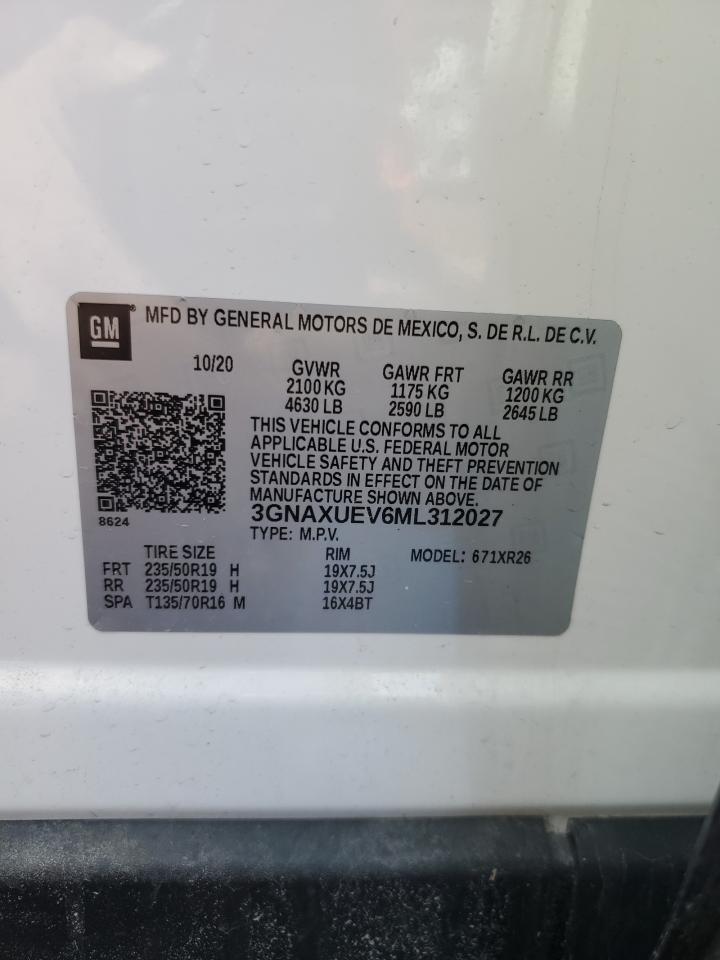 GM® MFD BY GENERAL MOTORS DE MEXICO, S. DE R.L. DE C.V.
10/20 GVWR GAWR FRT GAWR RR
2100 KG 1175 KG 1200 KG
4630 LB 2590 LB 2645 LB
THIS VEHICLE CONFORMS TO ALL
APPLICABLE U.S. FEDERAL MOTOR
VEHICLE SAFETY AND THEFT PREVENTION
STANDARDS IN EFFECT ON THE DATE OF
MANUFACTURE SHOWN ABOVE.
8624 3GNAXUEV6ML312027
TYPE: M.P.V.
TIRE SIZE RIM MODEL: 671XR26
FRT 235/50R19 H 19X7.5J
RR 235/50R19 H 19X7.5J
SPA T135/70R16 M 16X4BT